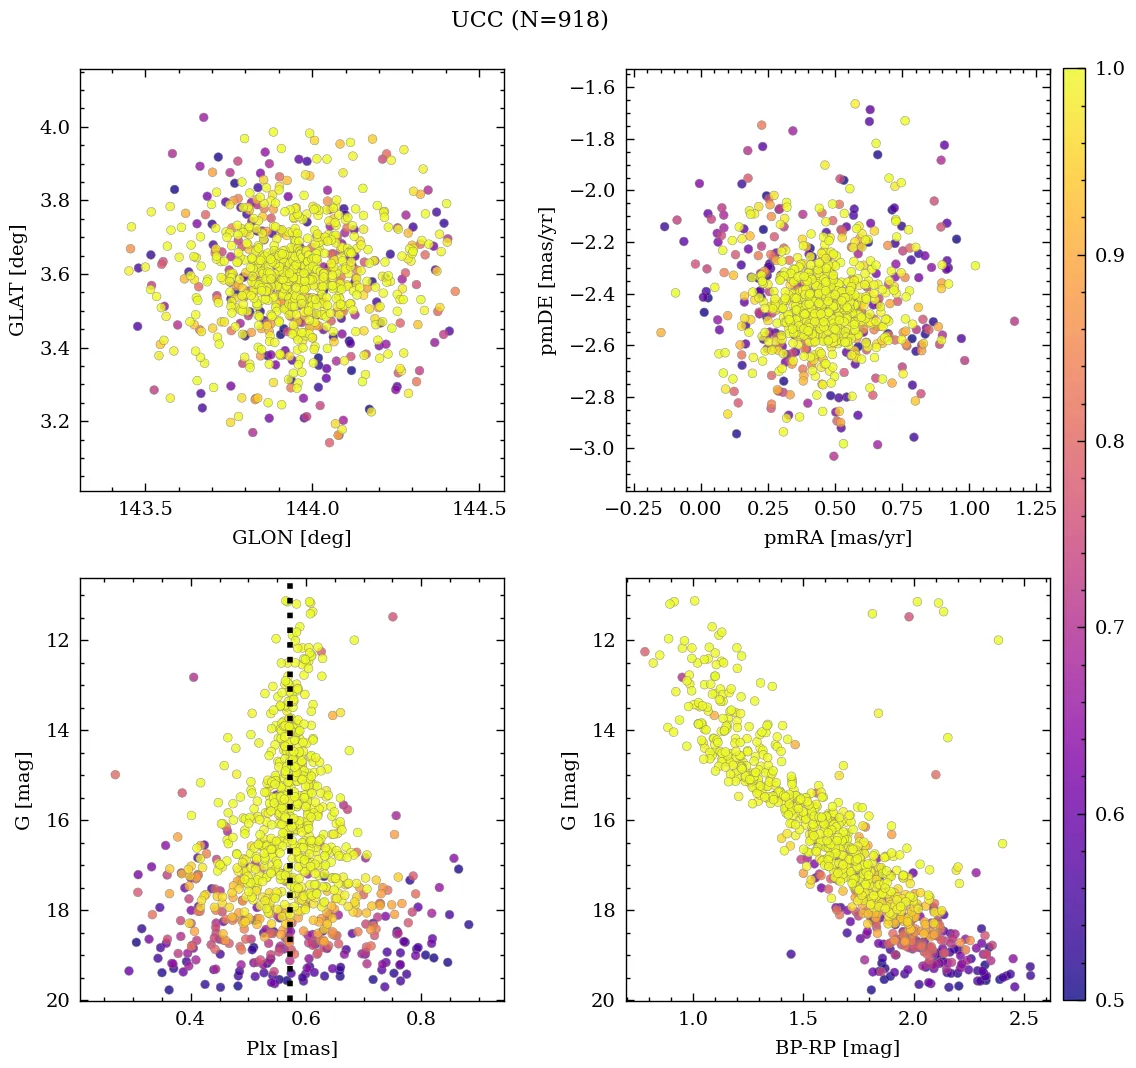 UCC (N=918)
4.0
3.8
3.6
3.4
3.2
GLAT [deg]
143.5 144.0 144.5
GLON [deg]
−1.6
−1.8
−2.0
−2.2
−2.4
−2.6
−2.8
−3.0
pmDE [mas/yr]
−0.25 0.00 0.25 0.50 0.75 1.00 1.25
pmRA [mas/yr]
12
14
16
18
20
G [mag]
0.4 0.6 0.8
Plx [mas]
12
14
16
18
20
G [mag]
1.0 1.5 2.0 2.5
BP-RP [mag]
1.0
0.9
0.8
0.7
0.6
0.5